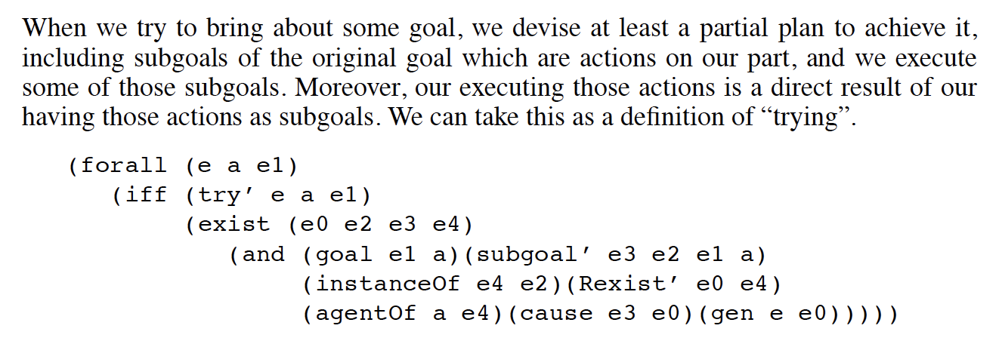 When we try to bring about some goal, we devise at least a partial plan to achieve it,
including subgoals of the original goal which are actions on our part, and we execute
some of those subgoals. Moreover, our executing those actions is a direct result of our
having those actions as subgoals. We can take this as a definition of “trying”.
(forall (e a e1)
(iff (try′ e a e1)
(exist (e0 e2 e3 e4)
(and (goal e1 a)(subgoal′ e3 e2 e1 a)
(instanceOf e4 e2)(Rexist′ e0 e4)
(agentOf a e4)(cause e3 e0)(gen e e0)))))